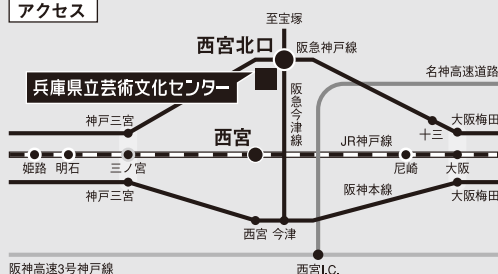 アクセス
至宝塚
西宮北口
阪急神戸線
名神高速道路
兵庫県立芸術文化センター
阪急今津線
神戸三宮
十三
大阪梅田
西宮
JR神戸線
姫路
明石
三ノ宮
尼崎
大阪
神戸三宮
阪神本線
大阪梅田
西宮
今津
阪神高速3号神戸線
西宮I.C.